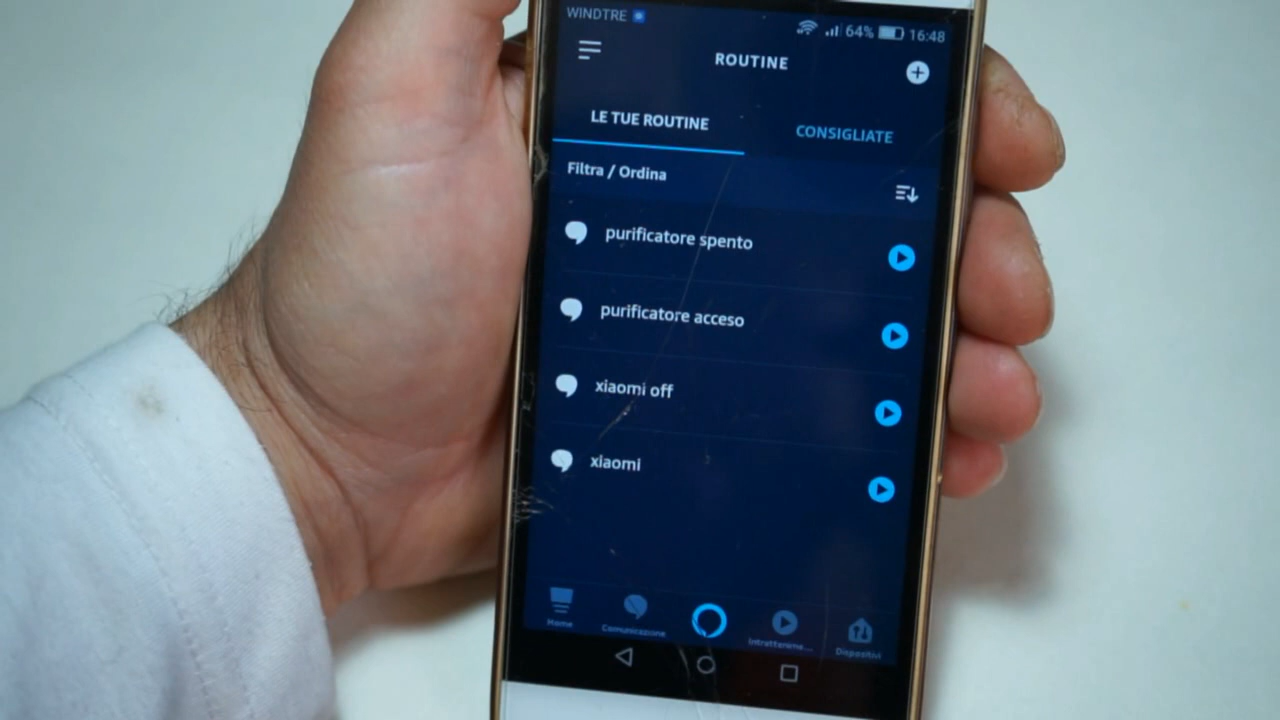 WINDTRE
64% 16:48
ROUTINE
LE TUE ROUTINE
CONSIGLIATE
Filtra / Ordina
purificatore spento
purificatore acceso
xiaomi off
xiaomi
Home
Comunicazione
Intratteneme...
Dispositivi